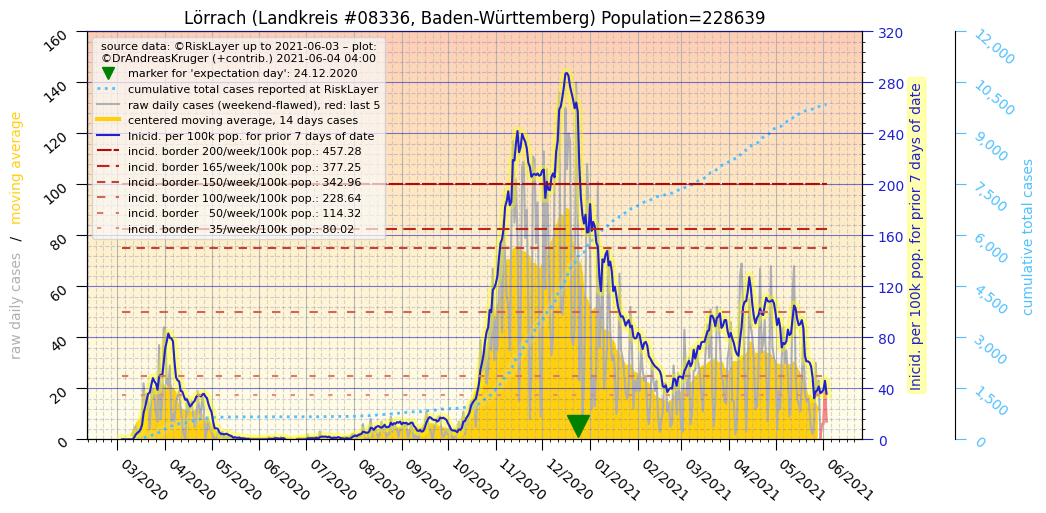 Lörrach (Landkreis #08336, Baden-Württemberg) Population=228639
source data: ©RiskLayer up to 2021-06-03 – plot:
©DrAndreasKruger (+contrib.) 2021-06-04 04:00
marker for 'expectation day': 24.12.2020
cumulative total cases reported at RiskLayer
raw daily cases (weekend-flawed), red: last 5
centered moving average, 14 days cases
Inicid. per 100k pop. for prior 7 days of date
incid. border 200/week/100k pop.: 457.28
incid. border 165/week/100k pop.: 377.25
incid. border 150/week/100k pop.: 342.96
incid. border 100/week/100k pop.: 228.64
incid. border   50/week/100k pop.: 114.32
incid. border   35/week/100k pop.: 80.02
raw daily cases / moving average
160
140
120
100
80
60
40
20
0
03/2020
04/2020
05/2020
06/2020
07/2020
08/2020
09/2020
10/2020
11/2020
12/2020
01/2021
02/2021
03/2021
04/2021
05/2021
06/2021
320
280
240
200
160
120
80
40
0
Inicid. per 100k pop. for prior 7 days of date
12,000
10,500
9,000
7,500
6,000
4,500
3,000
1,500
0
cumulative total cases